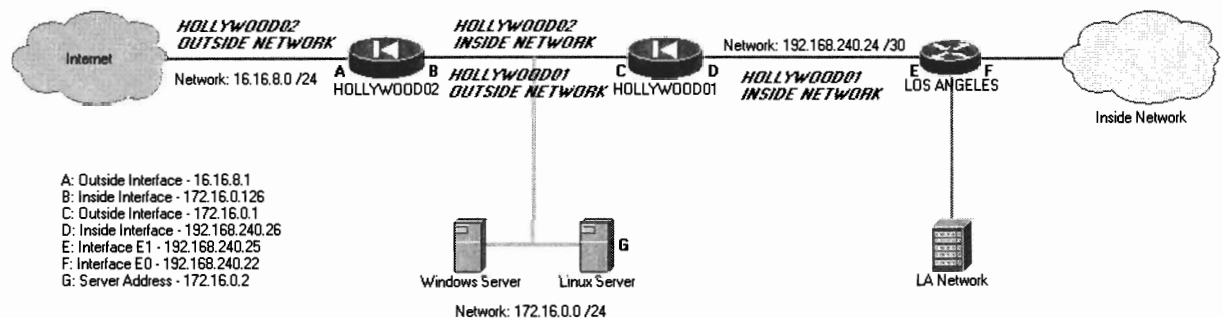 HOLLYWOOD02
OUTSIDE NETWORK
HOLLYWOOD02
INSIDE NETWORK
Internet
Network: 16.16.8.0 /24
A
B
HOLLYWOOD02
HOLLYWOOD01
OUTSIDE NETWORK
C
D
HOLLYWOOD01
Network: 192.168.240.24 /30
HOLLYWOOD01
INSIDE NETWORK
E
F
LOS ANGELES
Inside Network
A: Outside Interface - 16.16.8.1
B: Inside Interface - 172.16.0.126
C: Outside Interface - 172.16.0.1
D: Inside Interface - 192.168.240.26
E: Interface E1 - 192.168.240.25
F: Interface E0 - 192.168.240.22
G: Server Address - 172.16.0.2
G
Windows Server
Linux Server
LA Network
Network: 172.16.0.0 /24